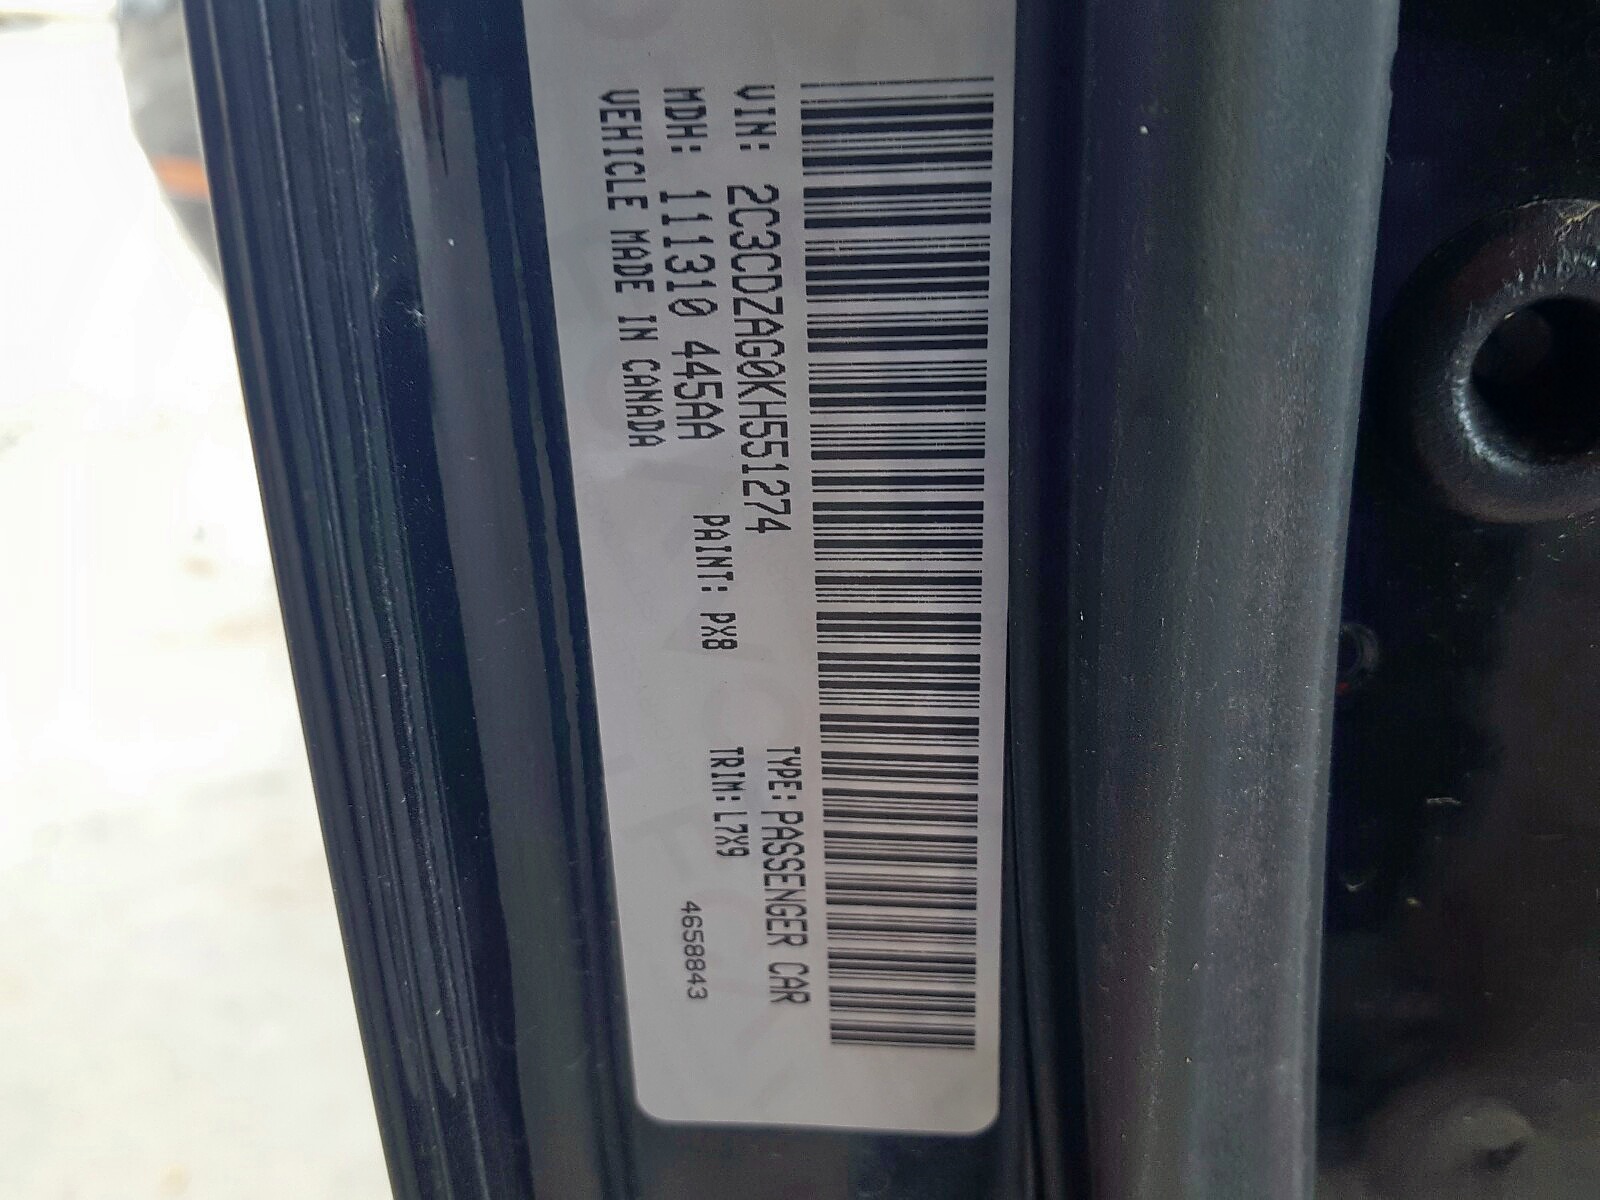 VIN: 2C3CDZAG0KH551274
TYPE: PASSENGER CAR
MDH: 111310 445AA
PAINT: PX8
TRIM: L7X9
VEHICLE MADE IN CANADA
4658843